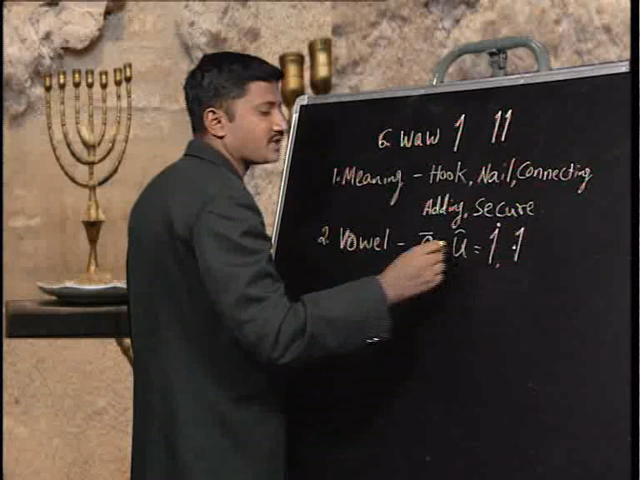 6. waw ו וו
1. Meaning - Hook, Nail, Connecting
Adding, Secure
2. Vowel - û = וֹ. וּ